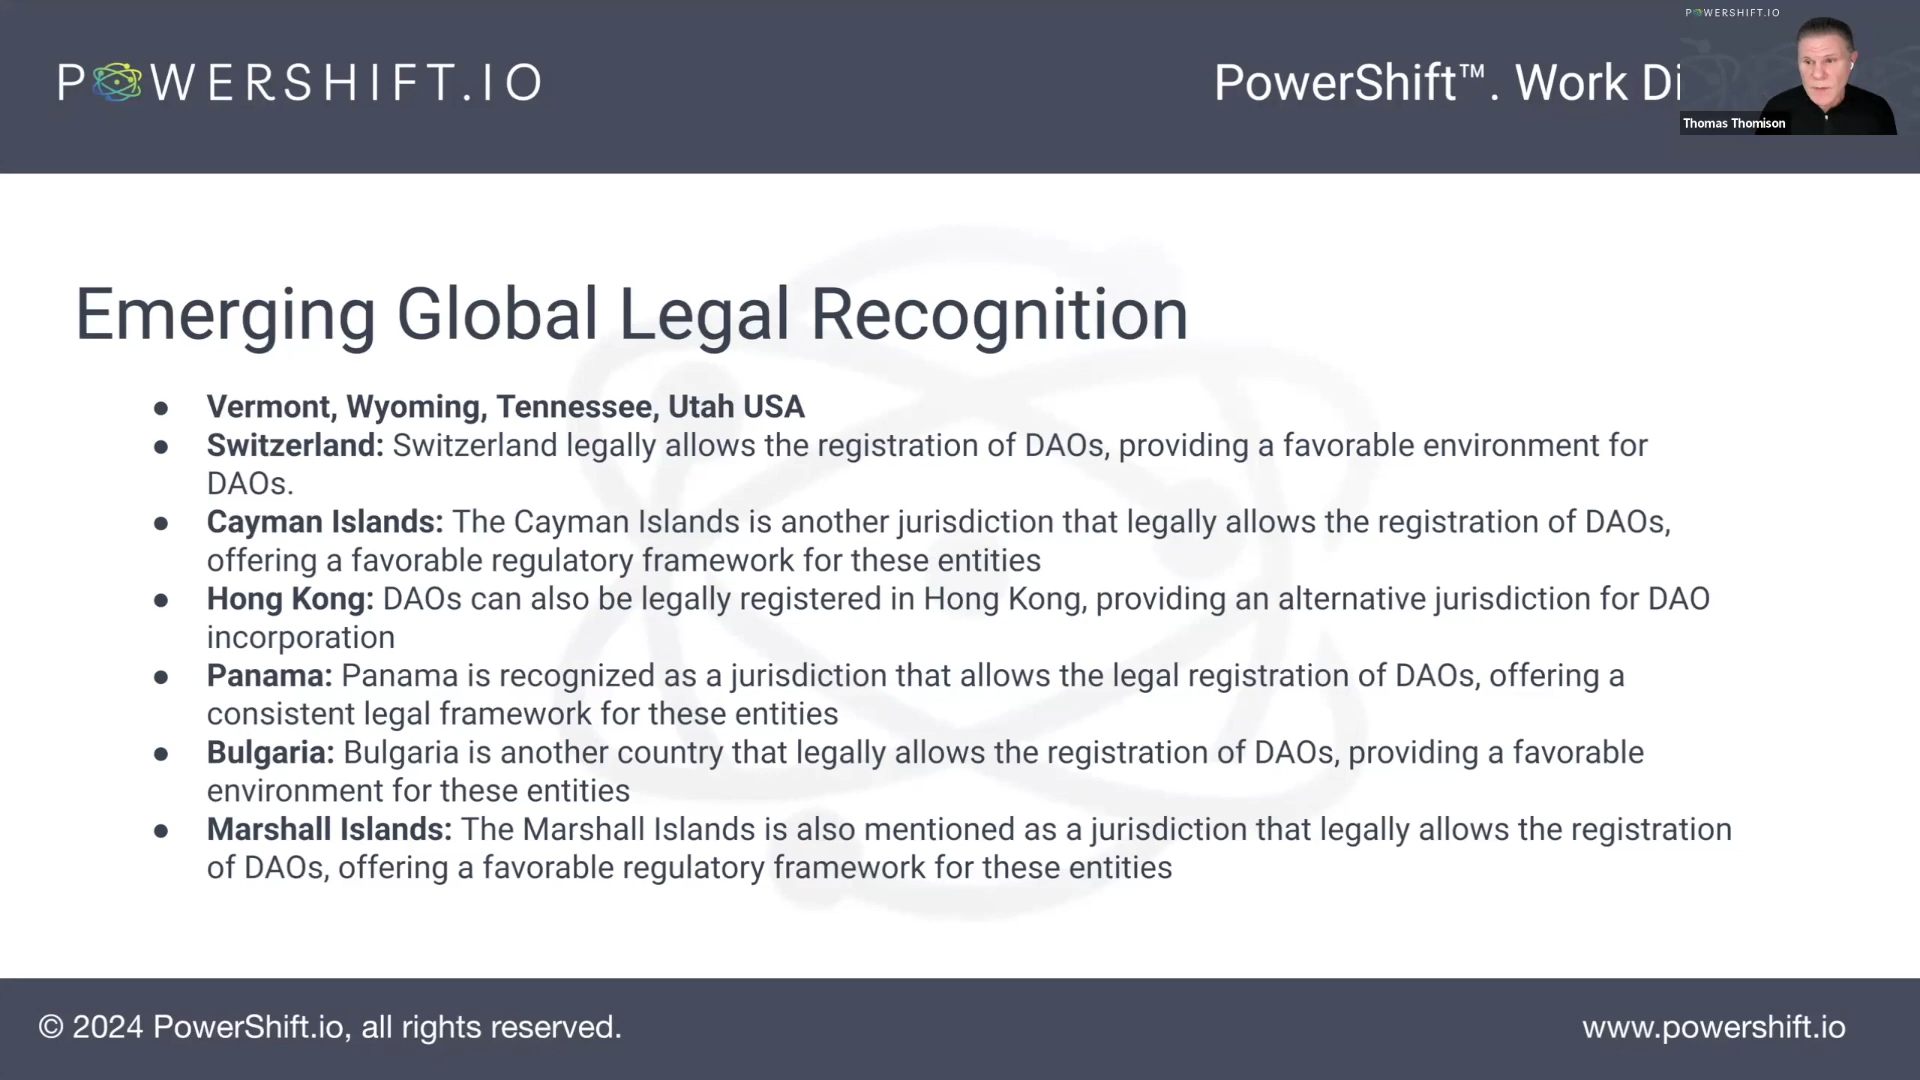 POWERSHIFT.IO
PowerShift™. Work Di
POWERSHIFT.IO
Thomas Thomison
Emerging Global Legal Recognition
● Vermont, Wyoming, Tennessee, Utah USA
● Switzerland: Switzerland legally allows the registration of DAOs, providing a favorable environment for
DAOs.
● Cayman Islands: The Cayman Islands is another jurisdiction that legally allows the registration of DAOs,
offering a favorable regulatory framework for these entities
● Hong Kong: DAOs can also be legally registered in Hong Kong, providing an alternative jurisdiction for DAO
incorporation
● Panama: Panama is recognized as a jurisdiction that allows the legal registration of DAOs, offering a
consistent legal framework for these entities
● Bulgaria: Bulgaria is another country that legally allows the registration of DAOs, providing a favorable
environment for these entities
● Marshall Islands: The Marshall Islands is also mentioned as a jurisdiction that legally allows the registration
of DAOs, offering a favorable regulatory framework for these entities
© 2024 PowerShift.io, all rights reserved.
www.powershift.io